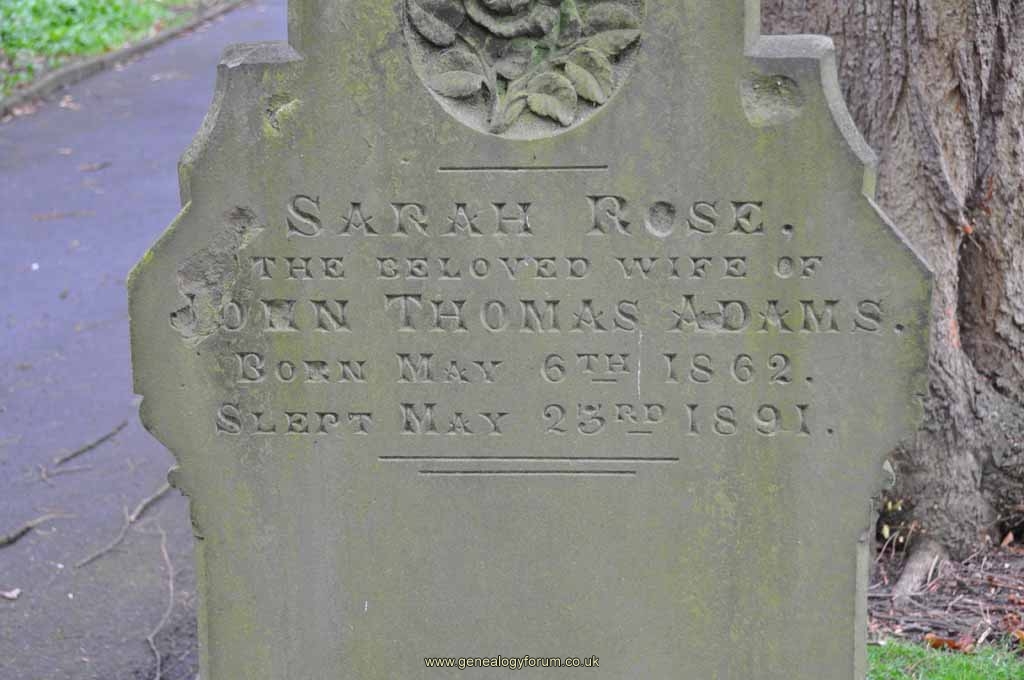 SARAH ROSE.
THE BELOVED WIFE OF
JOHN THOMAS ADAMS.
BORN MAY 6TH 1862.
SLEPT MAY 23RD 1891.
www.genealogyforum.co.uk